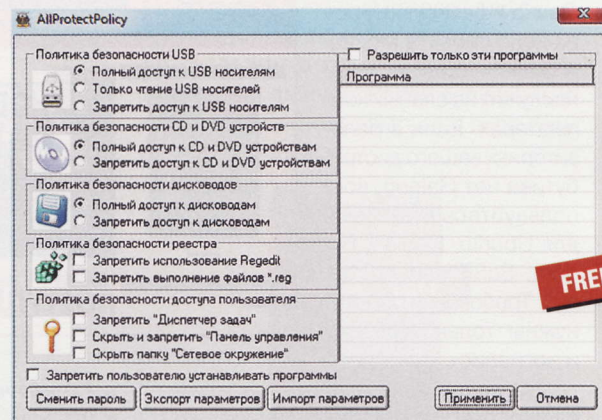 AllProtectPolicy
Политика безопасности USB
Полный доступ к USB носителям
Только чтение USB носителей
Запретить доступ к USB носителям
Политика безопасности CD и DVD устройств
Полный доступ к CD и DVD устройствам
Запретить доступ к CD и DVD устройствам
Политика безопасности дисководов
Полный доступ к дисководам
Запретить доступ к дисководам
Политика безопасности реестра
Запретить использование Regedit
Запретить выполнение файлов *.reg
Политика безопасности доступа пользователя
Запретить "Диспетчер задач"
Скрыть и запретить "Панель управления"
Скрыть папку "Сетевое окружение"
Запретить пользователю устанавливать программы
Разрешить только эти программы
Программа
FREE
Сменить пароль Экспорт параметров Импорт параметров Применить Отмена